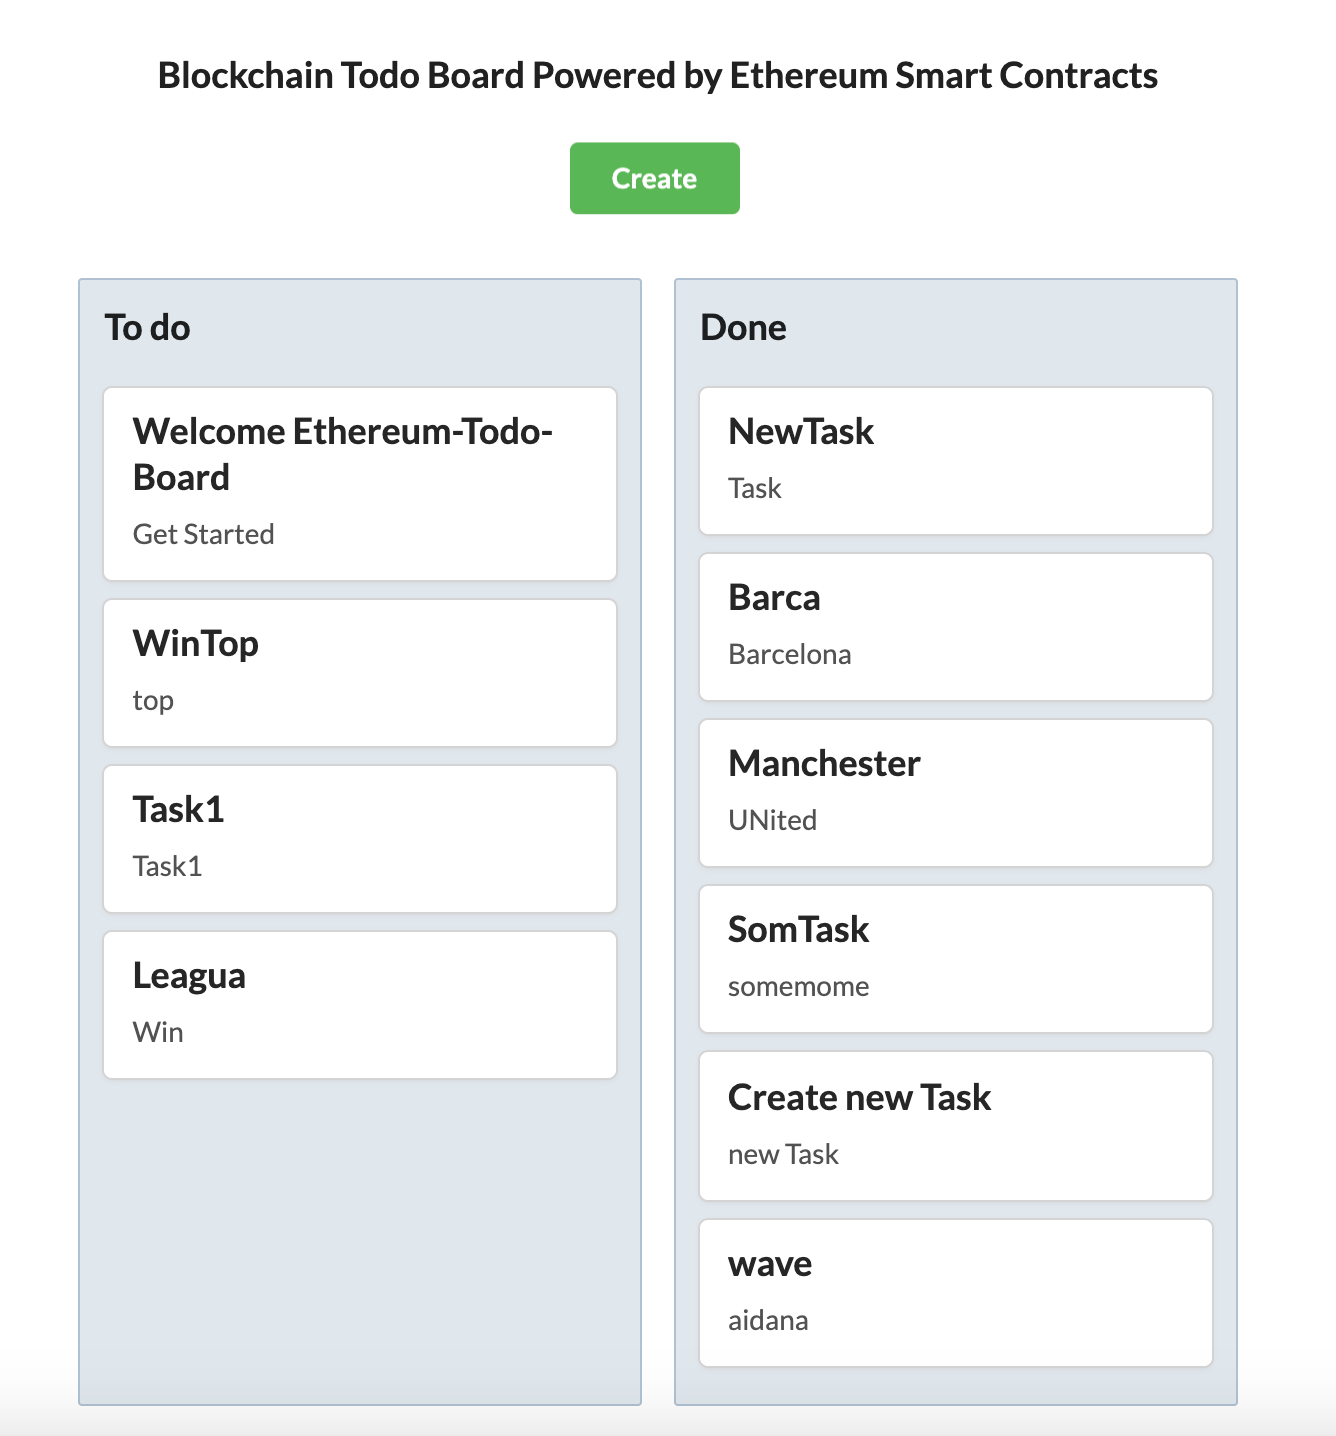 Blockchain Todo Board Powered by Ethereum Smart Contracts
Create
To do
Welcome Ethereum-Todo-
Board
Get Started
WinTop
top
Task1
Task1
Leagua
Win
Done
NewTask
Task
Barca
Barcelona
Manchester
UNited
SomTask
somemome
Create new Task
new Task
wave
aidana